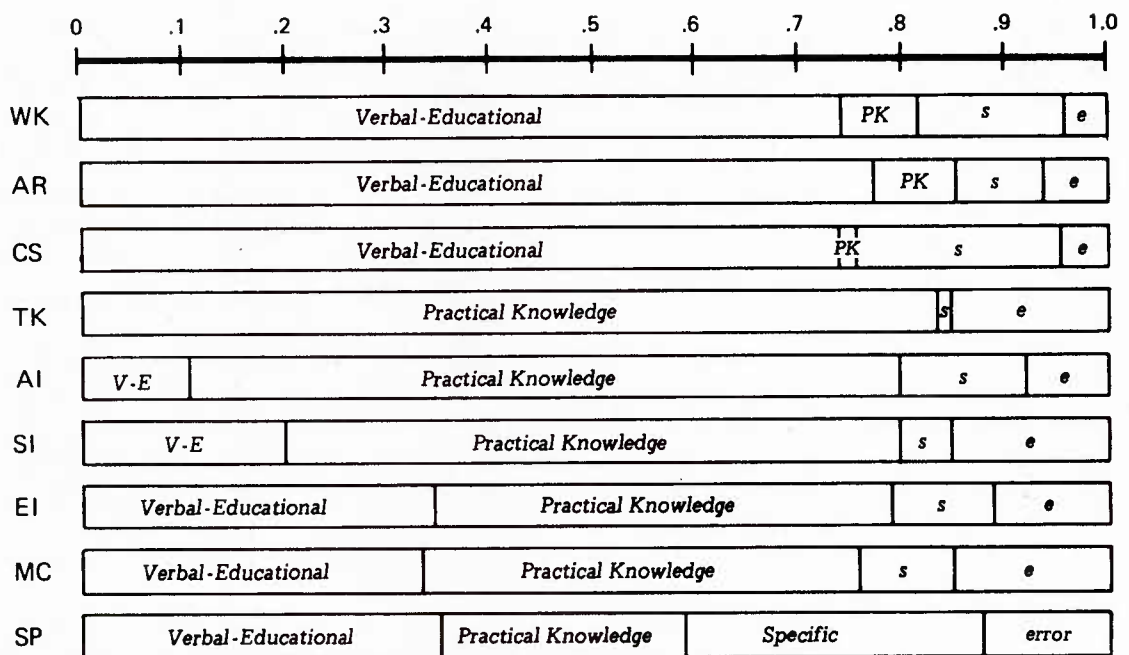 0 .1 .2 .3 .4 .5 .6 .7 .8 .9 1.0
WK Verbal-Educational PK s e
AR Verbal-Educational PK s e
CS Verbal-Educational PK s e
TK Practical Knowledge s e
AI V-E Practical Knowledge s e
SI V-E Practical Knowledge s e
EI Verbal-Educational Practical Knowledge s e
MC Verbal-Educational Practical Knowledge s e
SP Verbal-Educational Practical Knowledge Specific error